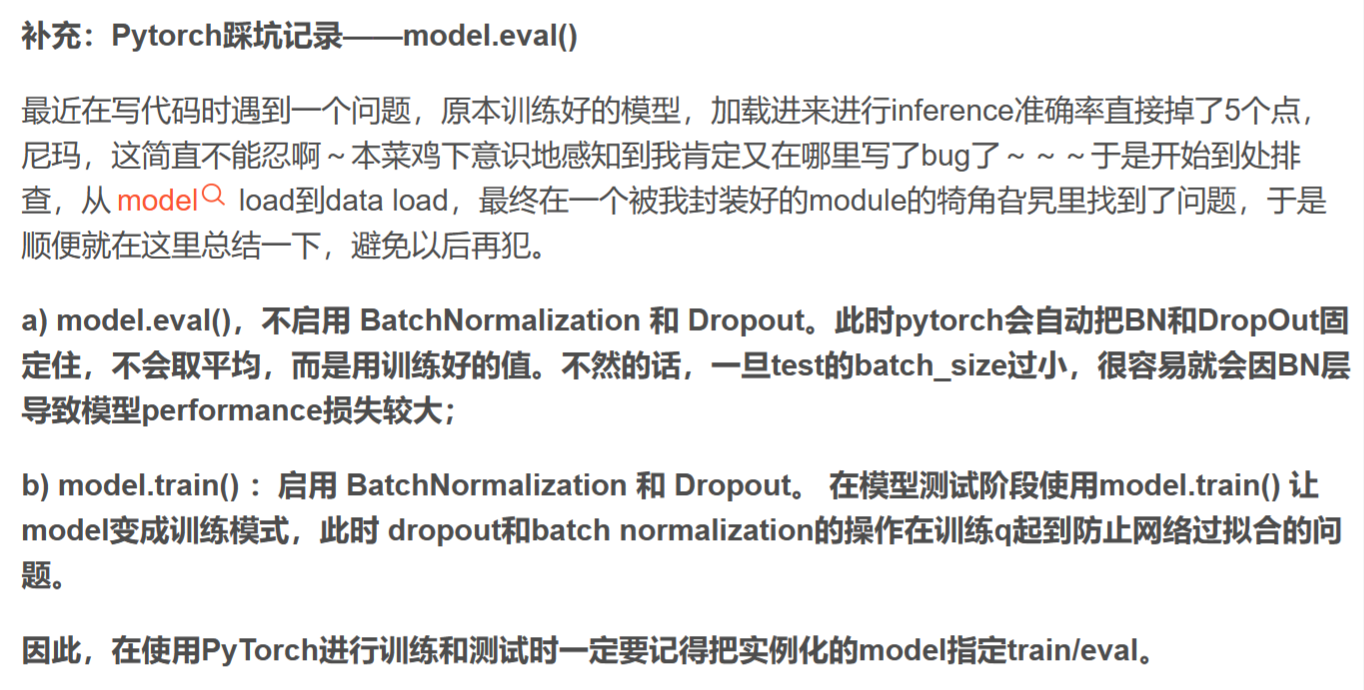 补充：Pytorch踩坑记录——model.eval()
最近在写代码时遇到一个问题，原本训练好的模型，加载进来进行inference准确率直接掉了5个点，
尼玛，这简直不能忍啊～本菜鸡下意识地感知到我肯定又在哪里写了bug了～～～于是开始到处排
查，从 model load到data load，最终在一个被我封装好的module的犄角旮旯里找到了问题，于是
顺便就在这里总结一下，避免以后再犯。
a) model.eval()，不启用 BatchNormalization 和 Dropout。此时pytorch会自动把BN和DropOut固
定住，不会取平均，而是用训练好的值。不然的话，一旦test的batch_size过小，很容易就会因BN层
导致模型performance损失较大；
b) model.train() ：启用 BatchNormalization 和 Dropout。 在模型测试阶段使用model.train() 让
model变成训练模式，此时 dropout和batch normalization的操作在训练q起到防止网络过拟合的问
题。
因此，在使用PyTorch进行训练和测试时一定要记得把实例化的model指定train/eval。